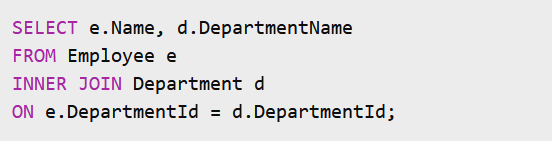 SELECT e.Name, d.DepartmentName
FROM Employee e
INNER JOIN Department d
ON e.DepartmentId = d.DepartmentId;